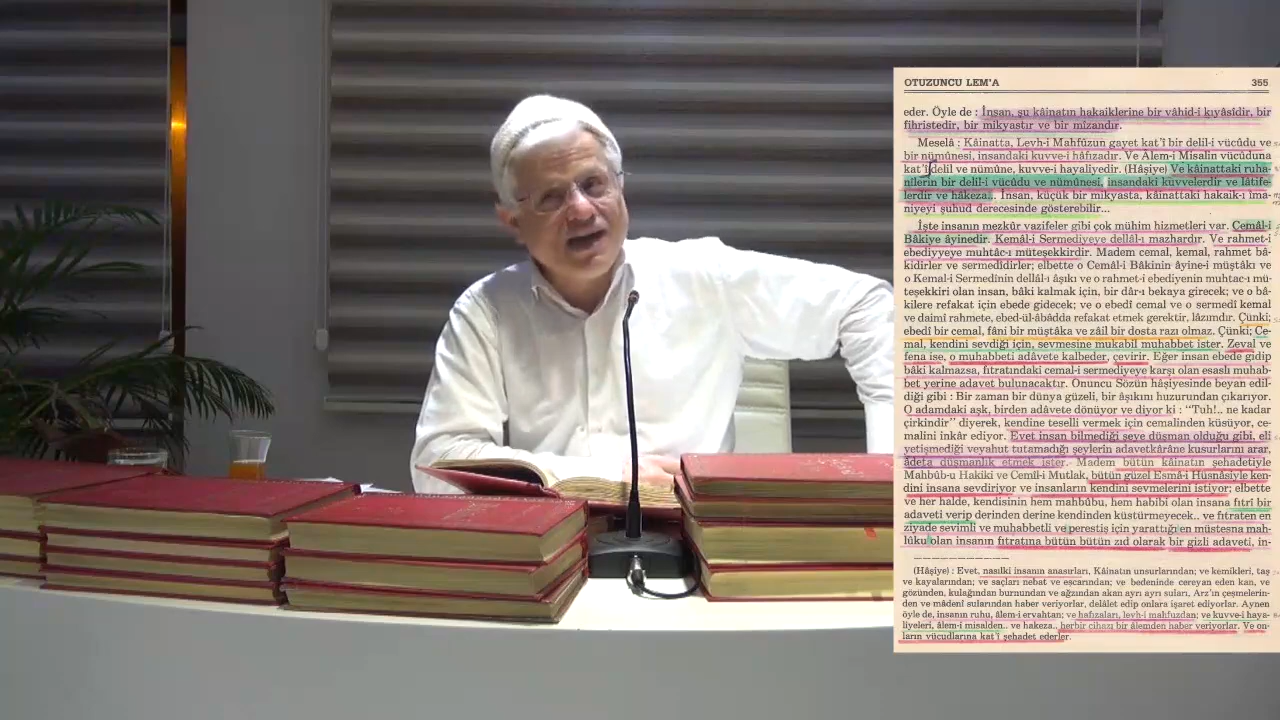 OTUZUNCU LEM'A 355
eder. Öyle de : İnsan, şu kâinatın hakaiklerine bir vâhid-i kıyâsîdir, bir
fihristedir, bir mikyastır ve bir mîzandır.
Meselâ : Kâinatta, Levh-i Mahfûzun gayet kat'î bir delil-i vücûdu ve
bir nümûnesi, insandaki kuvve-i hâfızadır. Ve Âlem-i Misalin vücûduna
kat'î delil ve nümûne, kuvve-i hayaliyedir. (Hâşiye) Ve kâinattaki ruha-
nîlerin bir delil-i vücûdu ve nümûnesi, insandaki kuvvelerdir ve lâtife-
lerdir ve hâkeza.. İnsan, küçük bir mikyasta, kâinattaki hakaik-ı îma-
niyeyi şuhud derecesinde gösterebilir...
İşte insanın mezkûr vazifeler gibi çok mühim hizmetleri var. Cemâl-i
Bâkiye âyinedir. Kemâl-i Sermediyeye dellâl-ı mazhardır. Ve rahmet-i
ebediyyeye muhtâc-ı müteşekkirdir. Madem cemal, kemal, rahmet bâ-
kidirler ve sermedîdirler; elbette o Cemâl-i Bâkînin âyine-i müştâkı ve
o Kemal-i Sermedînin dellâl-ı âşıkı ve o rahmet-i ebediyenin muhtac-ı mü-
teşekkiri olan insan, bâki kalmak için, bir dâr-ı bekaya girecek; ve o bâ-
kilere refakat için ebede gidecek; ve o ebedî cemal ve o sermedî kemal
ve daimî rahmete, ebed-ül-âbâdda refakat etmek gerektir, lâzımdır. Çünki;
ebedî bir cemal, fâni bir müştaka ve zâil bir dosta razı olmaz. Çünki; Ce-
mal, kendini sevdiği için, sevmesine mukabil muhabbet ister. Zeval ve
fena ise, o muhabbeti adâvete kalbeder, çevirir. Eğer insan ebede gidip
bâki kalmazsa, fıtratındaki cemal-i sermediyeye karşı olan esaslı muhab-
bet yerine adavet bulunacaktır. Onuncu Sözün hâşiyesinde beyan edil-
diği gibi : Bir zaman bir dünya güzeli, bir âşıkını huzurundan çıkarıyor.
O adamdaki aşk, birden adâvete dönüyor ve diyor ki : "Tuh!.. ne kadar
çirkindir" diyerek, kendine teselli vermek için cemalinden küsüyor, ce-
malini inkâr ediyor. Evet insan bilmediği şeye düşman olduğu gibi, eli
yetişmediği veyahut tutamadığı şeylerin adavetkârane kusurlarını arar,
âdeta düşmanlık etmek ister. Madem bütün kâinatın şehadetiyle
Mahbûb-u Hakikî ve Cemîl-i Mutlak, bütün güzel Esmâ-i Hüsnâsiyle ken-
dini insana sevdiriyor ve insanların kendini sevmelerini istiyor; elbette
ve her halde, kendisinin hem mahbûbu, hem habîbi olan insana fıtrî bir
adaveti verip derinden derine kendinden küstürmeyecek.. ve fıtraten en
ziyade sevimli ve muhabbetli ve perestiş için yarattığı en müstesna mah-
lûku olan insanın fıtratına bütün bütün zıd olarak bir gizli adaveti, in-
(Hâşiye) : Evet, nasılki insanın anasırları, Kâinatın unsurlarından; ve kemikleri, taş
ve kayalarından; ve saçları nebat ve eşcarından; ve bedeninde cereyan eden kan, ve
gözünden, kulağından burnundan ve ağzından akan ayrı ayrı suları, Arz'ın çeşmelerin-
den ve mâdenî sularından haber veriyorlar, delâlet edip onlara işaret ediyorlar. Aynen
öyle de, insanın ruhu, âlem-i ervahtan; ve hafızaları, levh-i mahfuzdan; ve kuvve-i haya-
liyeleri, âlem-i misalden.. ve hakeza.. herbir cihazı bir âlemden haber veriyorlar. Ve on-
ların vücudlarına kat'î şehadet ederler.